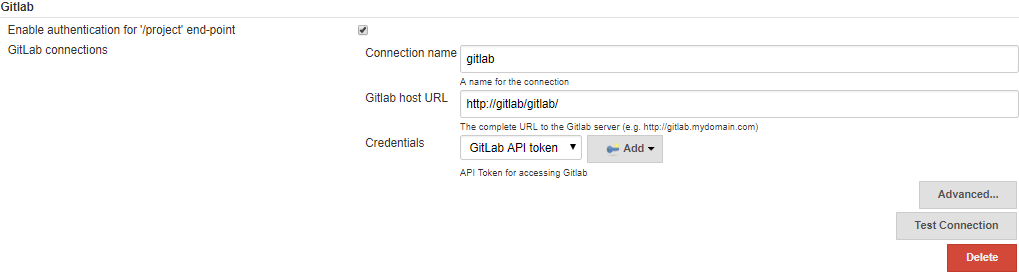 Gitlab
Enable authentication for '/project' end-point
GitLab connections
Connection name
gitlab
A name for the connection
Gitlab host URL
http://gitlab/gitlab/
The complete URL to the Gitlab server (e.g. http://gitlab.mydomain.com)
Credentials
GitLab API token
Add
API Token for accessing Gitlab
Advanced...
Test Connection
Delete